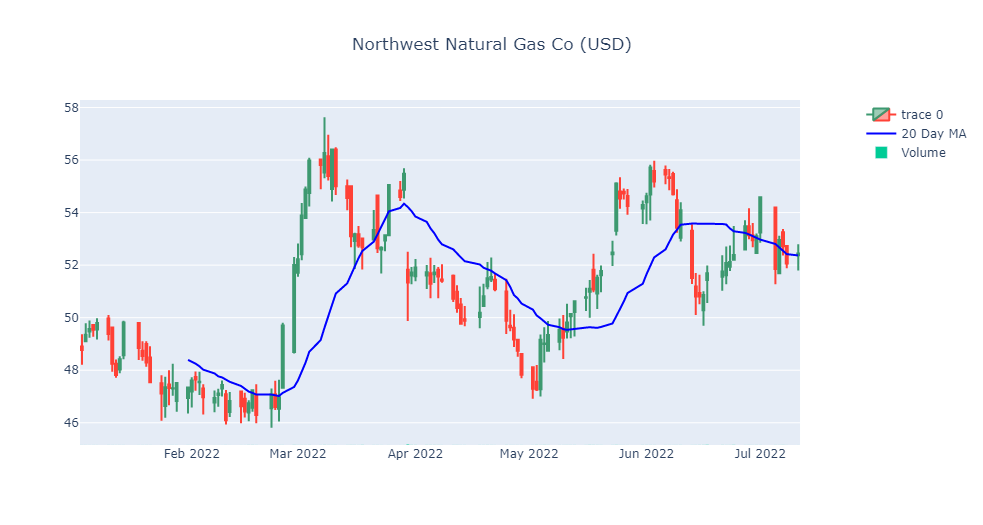 Northwest Natural Gas Co (USD)
58
56
54
52
50
48
46
Feb 2022
Mar 2022
Apr 2022
May 2022
Jun 2022
Jul 2022
trace 0
20 Day MA
Volume